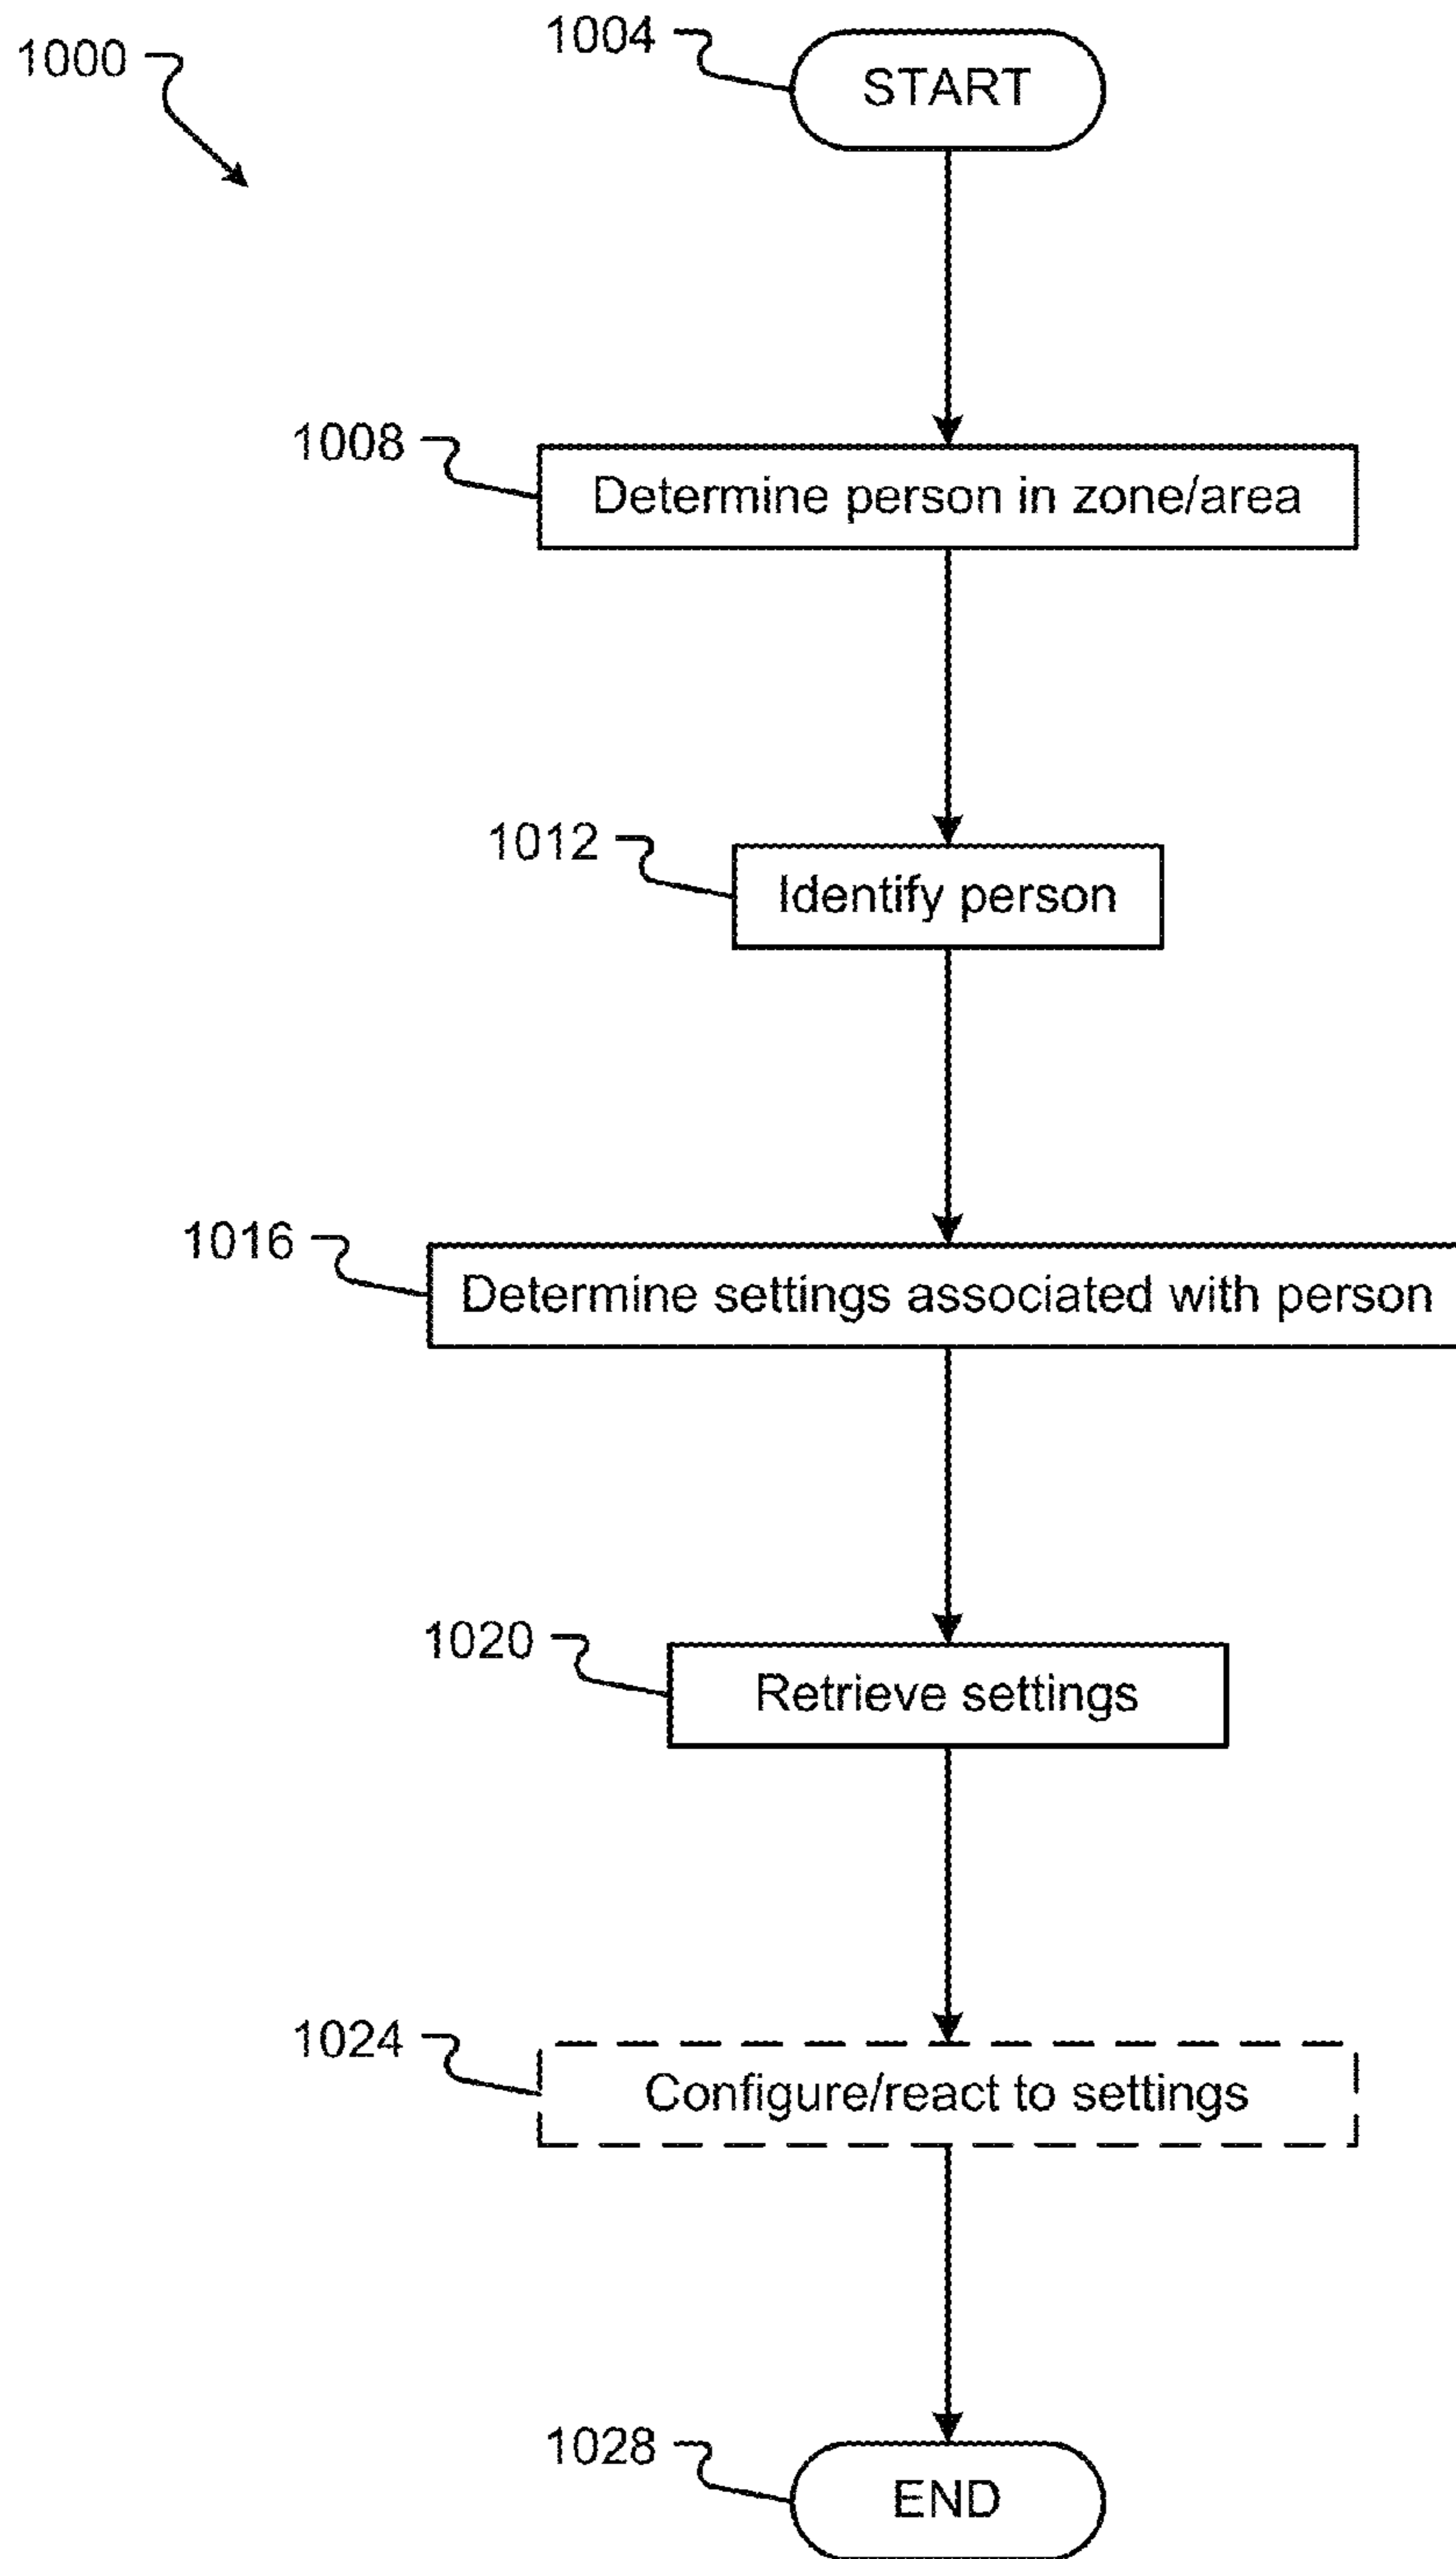 1000
1004
START
1008
Determine person in zone/area
1012
Identify person
1016
Determine settings associated with person
1020
Retrieve settings
1024
Configure/react to settings
1028
END